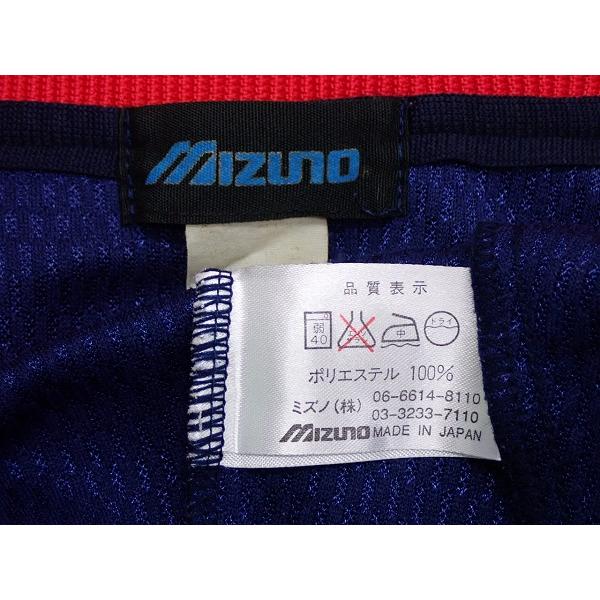 MIZUNO
品質表示
弱 中 ドライ
40
ポリエステル 100%
ミズノ(株) 06-6614-8110
03-3233-7110
MIZUNO MADE IN JAPAN